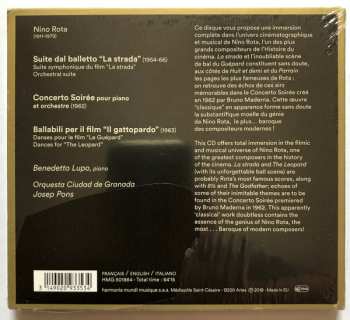 Nino Rota
(1911-1979)
Suite dal balletto "La strada" (1954-66)
Suite symphonique du film "La strada"
Orchestral suite
Concerto Soirée pour piano
et orchestre (1962)
Ballabili per il film "Il gattopardo" (1963)
Danses pour le film "Le Guépard"
Dances for "The Leopard"
Benedetto Lupo, piano
Orquesta Ciudad de Granada
Josep Pons
Ce disque vous propose une immersion
complète dans l'univers cinématographique
et musical de Nino Rota, l'un des
plus grands compositeurs de l'Histoire du
cinéma. La strada et l'inoubliable scène
de bal du Guépard constituent sans doute,
aux côtés de Huit et demi et du Parrain
les pages les plus fameuses de Rota : on
retrouve des échos de ces airs
mémorables dans le Concerto Soirée créé
en 1962 par Bruno Maderna. Cette œuvre
"classique" en apparence forme sans doute
la substantifique moelle du génie
de Nino Rota, le plus... baroque
des compositeurs modernes !
This CD offers total immersion in the filmic
and musical universe of Nino Rota, one
of the greatest composers in the history of
the cinema. La strada and The Leopard
(with its unforgettable ball scene) are
probably Rota's most famous scores, along
with 8½ and The Godfather; echoes of
some of their inimitable themes are to be
found in the Concerto Soirée premiered
by Bruno Maderna in 1962. This apparently
'classical' work doubtless contains the
essence of the genius of Nino Rota, the
most... Baroque of modern composers!
FRANÇAIS / ENGLISH / ITALIANO
HMG 501864 - Total Time / 64'15
harmonia mundi musique s.a.s. Médiapôle Saint-Césaire - 13200 Arles Ⓟ 2018 - Made in EU
3 149020 933534